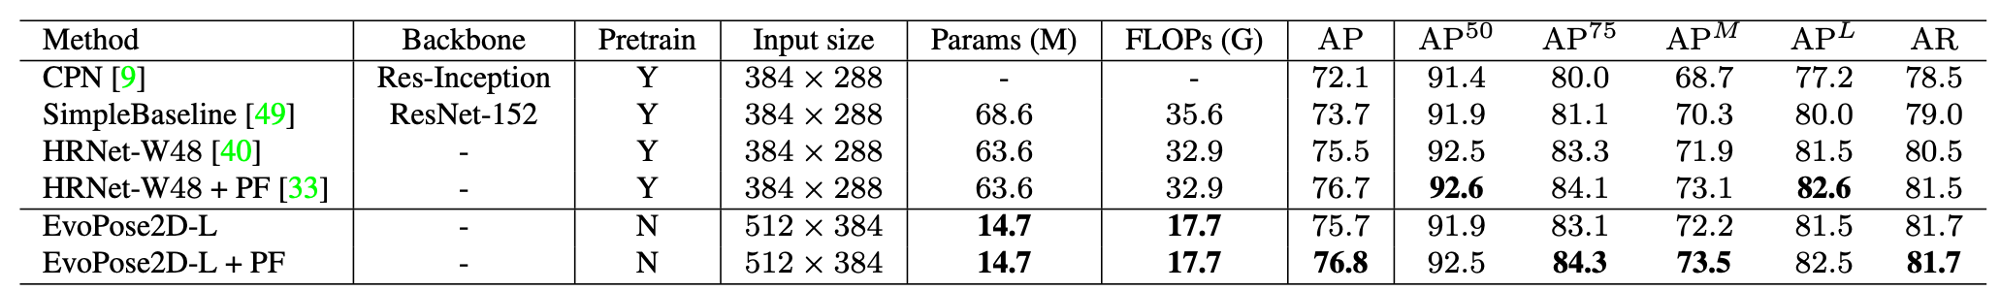 Method Backbone Pretrain Input size Params (M) FLOPs (G) AP AP^50 AP^75 AP^M AP^L AR
CPN [9] Res-Inception Y 384 × 288 - - 72.1 91.4 80.0 68.7 77.2 78.5
SimpleBaseline [49] ResNet-152 Y 384 × 288 68.6 35.6 73.7 91.9 81.1 70.3 80.0 79.0
HRNet-W48 [40] - Y 384 × 288 63.6 32.9 75.5 92.5 83.3 71.9 81.5 80.5
HRNet-W48 + PF [33] - Y 384 × 288 63.6 32.9 76.7 92.6 84.1 73.1 82.6 81.5
EvoPose2D-L - N 512 × 384 14.7 17.7 75.7 91.9 83.1 72.2 81.5 81.7
EvoPose2D-L + PF - N 512 × 384 14.7 17.7 76.8 92.5 84.3 73.5 82.5 81.7